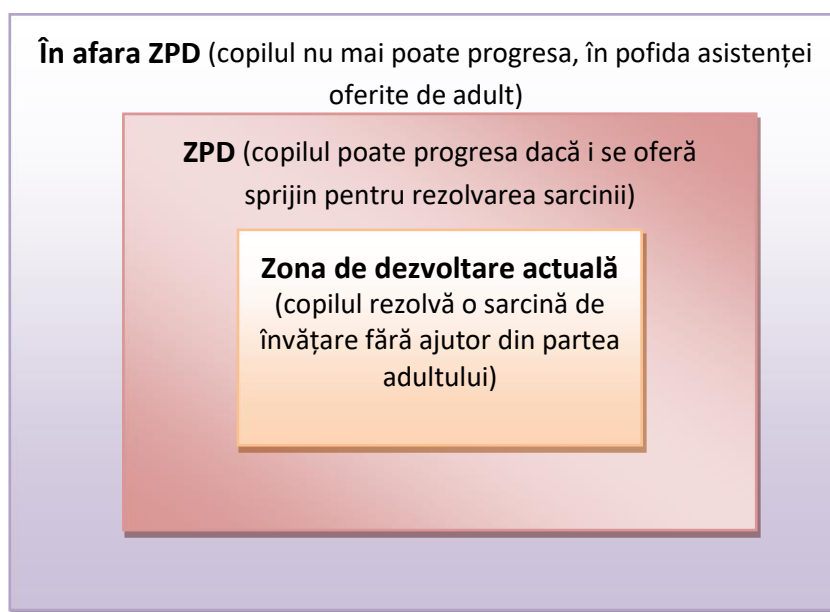 În afara ZPD (copilul nu mai poate progresa, în pofida asistenței
oferite de adult)
ZPD (copilul poate progresa dacă i se oferă
sprijin pentru rezolvarea sarcinii)
Zona de dezvoltare actuală
(copilul rezolvă o sarcină de
învățare fără ajutor din partea
adultului)